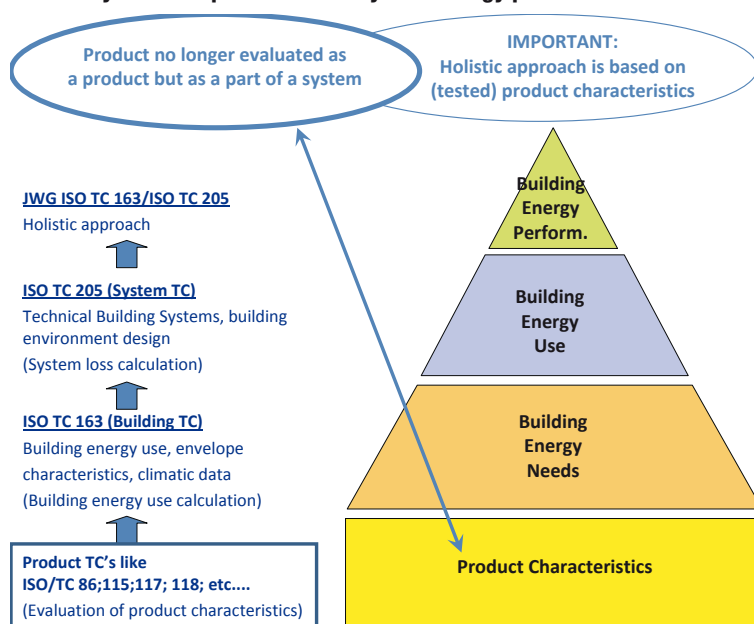 Product no longer evaluated as
a product but as a part of a system
IMPORTANT:
Holistic approach is based on
(tested) product characteristics
JWG ISO TC 163/ISO TC 205
Holistic approach
ISO TC 205 (System TC)
Technical Building Systems, building
environment design
(System loss calculation)
ISO TC 163 (Building TC)
Building energy use, envelope
characteristics, climatic data
(Building energy use calculation)
Product TC's like
ISO/TC 86;115;117; 118; etc....
(Evaluation of product characteristics)
Building
Energy
Perform.
Building
Energy
Use
Building
Energy
Needs
Product Characteristics